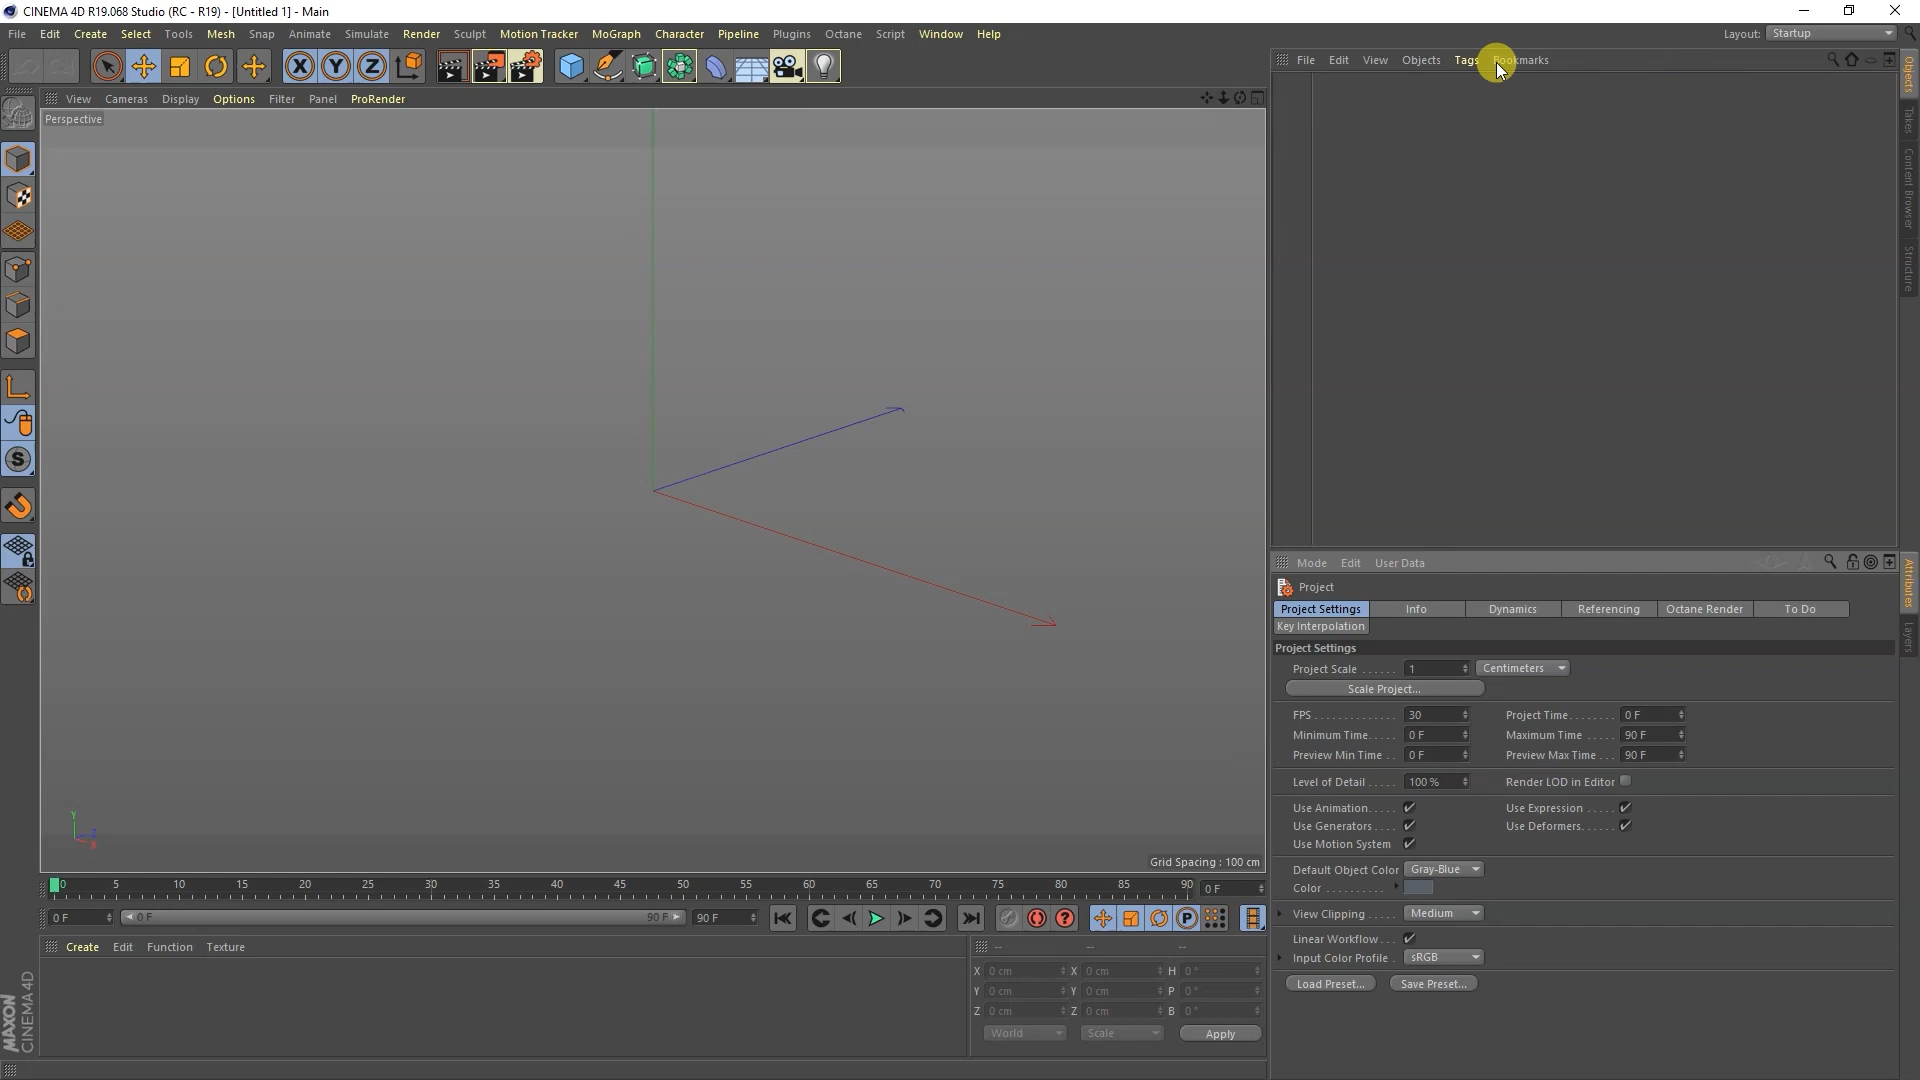 CINEMA 4D R19.068 Studio (RC - R19) - [Untitled 1] - Main
File Edit Create Select Tools Mesh Snap Animate Simulate Render Sculpt Motion Tracker MoGraph Character Pipeline Plugins Octane Script Window Help Layout: Startup
X Y Z
File Edit View Objects Tags Bookmarks
View Cameras Display Options Filter Panel ProRender
Perspective
Objects
Takes
Content Browser
Structure
S
Y
Z
X
Grid Spacing : 100 cm
0 5 10 15 20 25 30 35 40 45 50 55 60 65 70 75 80 85 90 0 F
0 F 0 F 90 F 90 F ? P
Create Edit Function Texture
-- -- --
X 0 cm X 0 cm H 0 °
Y 0 cm Y 0 cm P 0 °
Z 0 cm Z 0 cm B 0 °
World Scale Apply
MAXON
CINEMA 4D
Mode Edit User Data
Project
Project Settings Info Dynamics Referencing Octane Render To Do
Key Interpolation
Project Settings
Project Scale . . . . . . 1 Centimeters
Scale Project...
FPS . . . . . . . . . . . . . 30 Project Time. . . . . . . . 0 F
Minimum Time. . . . . 0 F Maximum Time . . . . . 90 F
Preview Min Time . . 0 F Preview Max Time . . . 90 F
Level of Detail . . . . . 100 % Render LOD in Editor
Use Animation. . . . . Use Expression . . . . .
Use Generators . . . . Use Deformers. . . . . .
Use Motion System
Default Object Color Gray-Blue
Color . . . . . . . . . .
View Clipping . . . . . Medium
Linear Workflow . . .
Input Color Profile . sRGB
Load Preset... Save Preset...
Attributes
Layers